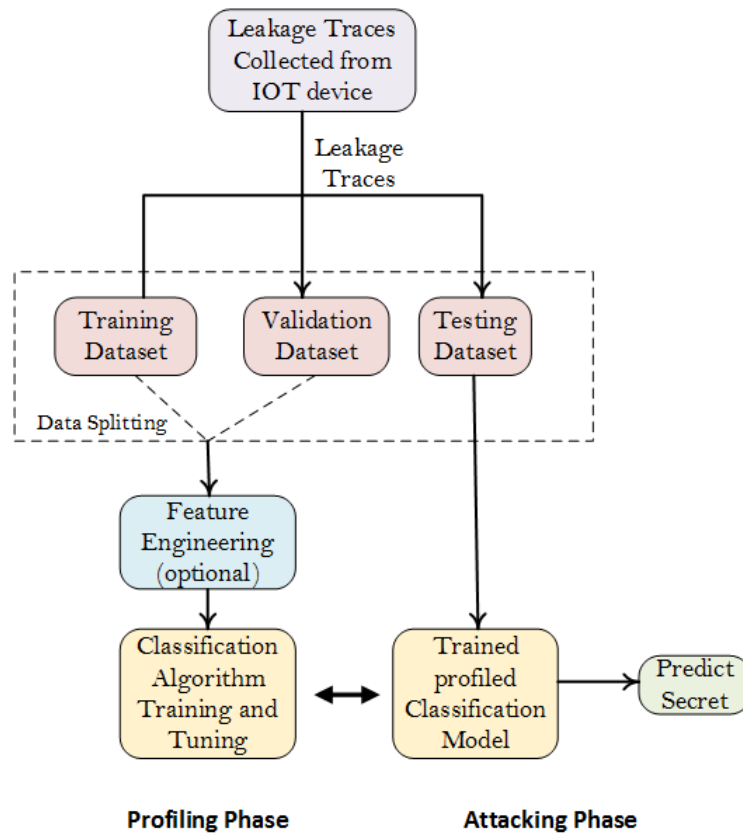 Leakage Traces
Collected from
IOT device
Leakage
Traces
Training
Dataset
Validation
Dataset
Testing
Dataset
Data Splitting
Feature
Engineering
(optional)
Classification
Algorithm
Training and
Tuning
Trained
profiled
Classification
Model
Predict
Secret
Profiling Phase
Attacking Phase